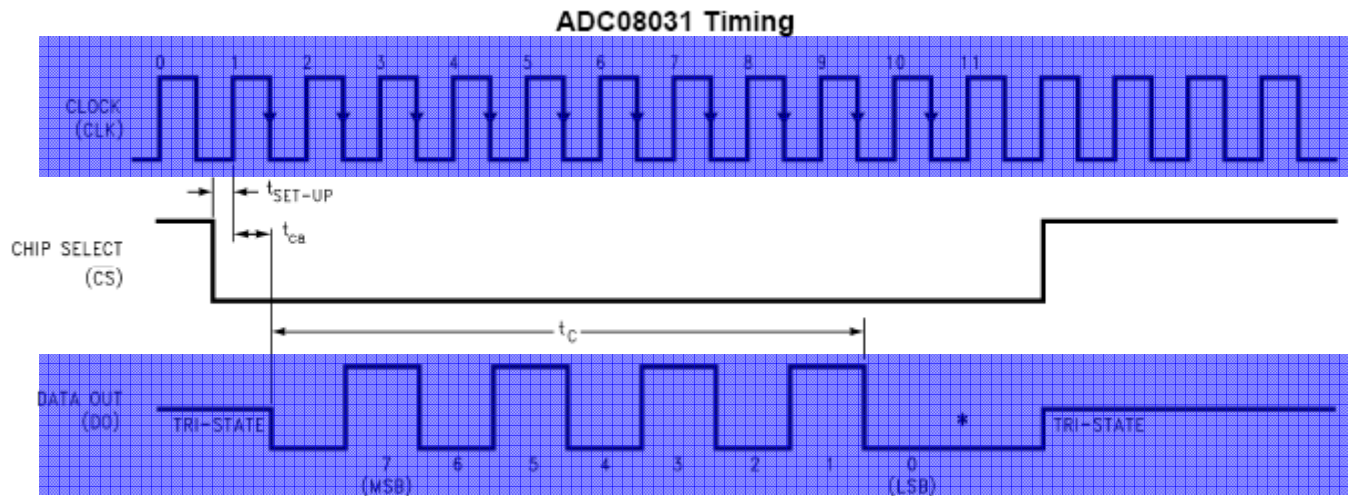 ADC08031 Timing
0 1 2 3 4 5 6 7 8 9 10 11
CLOCK
(CLK)
tSET-UP
tca
CHIP SELECT
(C̅S̅)
tC
DATA OUT
(DO)
TRI-STATE
*
TRI-STATE
7 6 5 4 3 2 1 0
(MSB) (LSB)